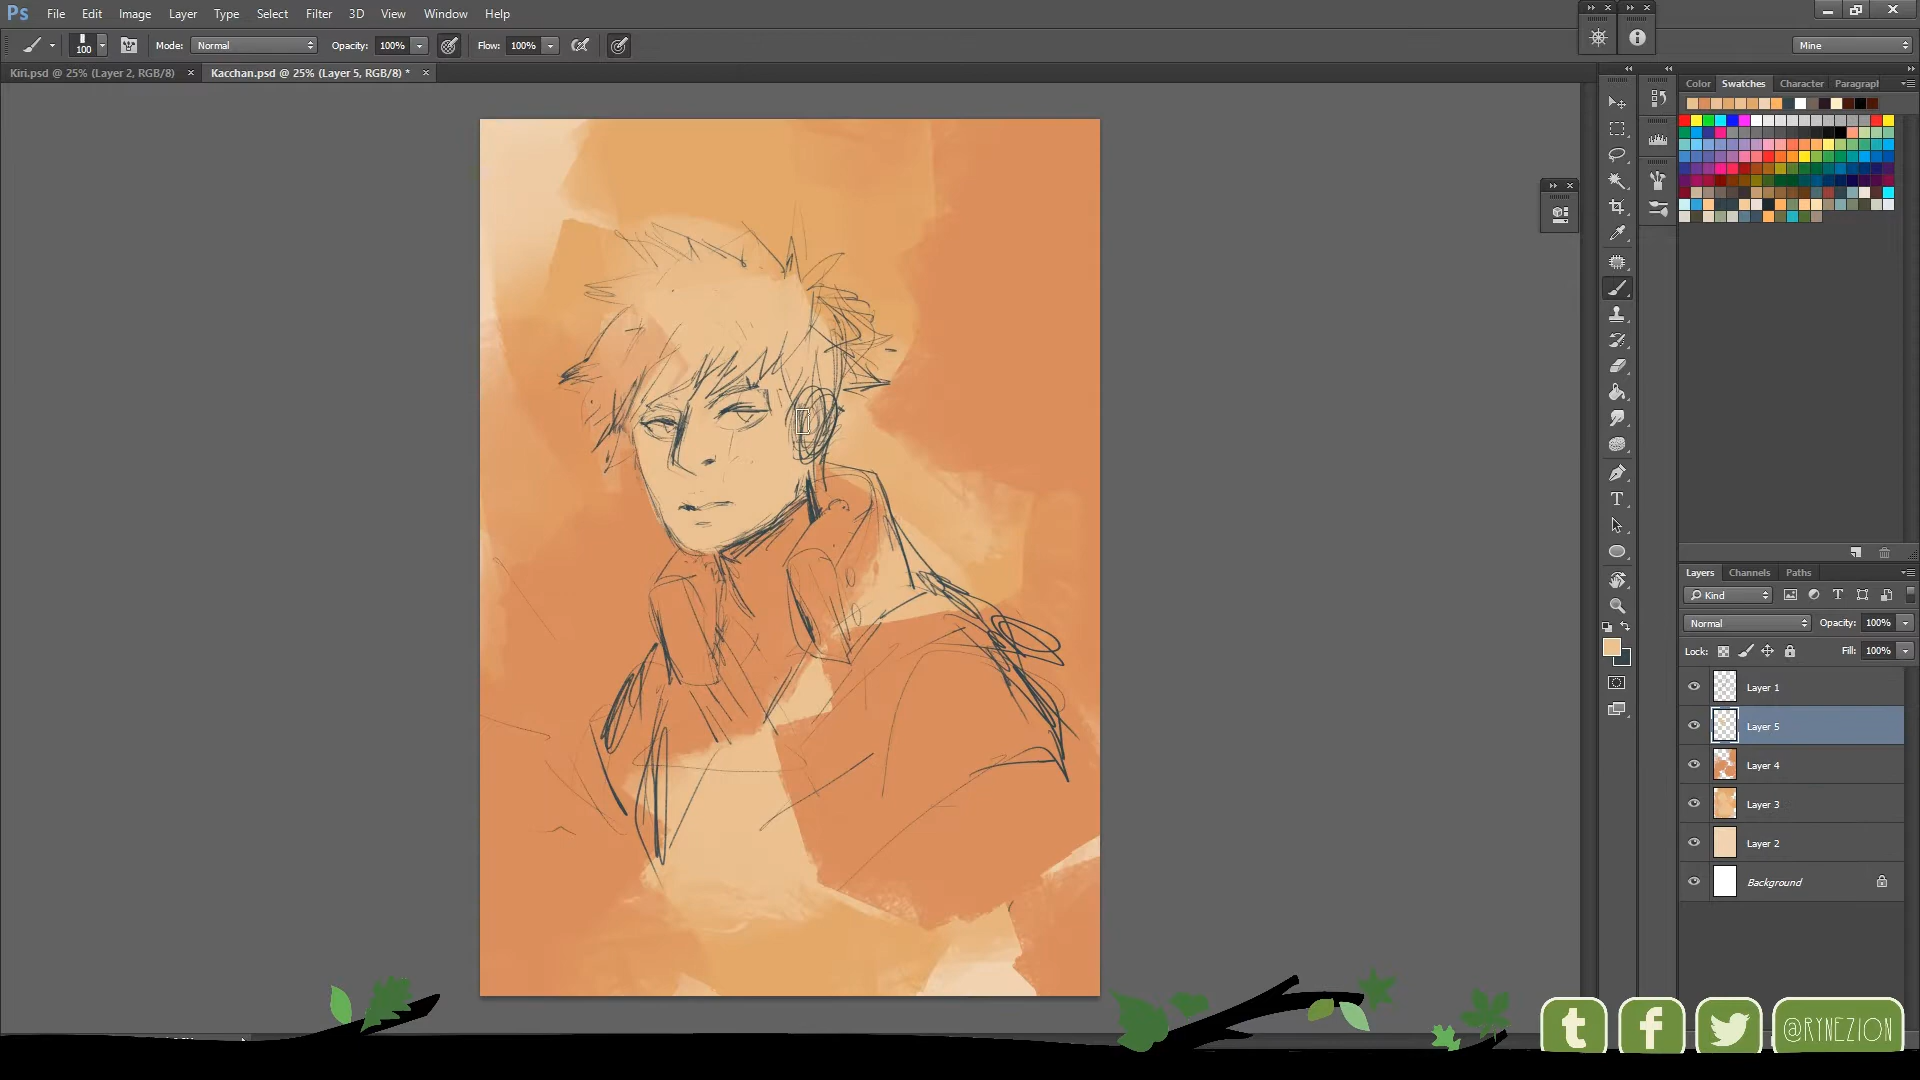 Ps File Edit Image Layer Type Select Filter 3D View Window Help
100 Mode: Normal Opacity: 100% Flow: 100% Mine
Kiri.psd @ 25% (Layer 2, RGB/8) × Kacchan.psd @ 25% (Layer 5, RGB/8) * ×
Color Swatches Character Paragraph
Layers Channels Paths
Kind
Normal Opacity: 100%
Lock: Fill: 100%
Layer 1
Layer 5
Layer 4
Layer 3
Layer 2
Background
t f @RYNEZION